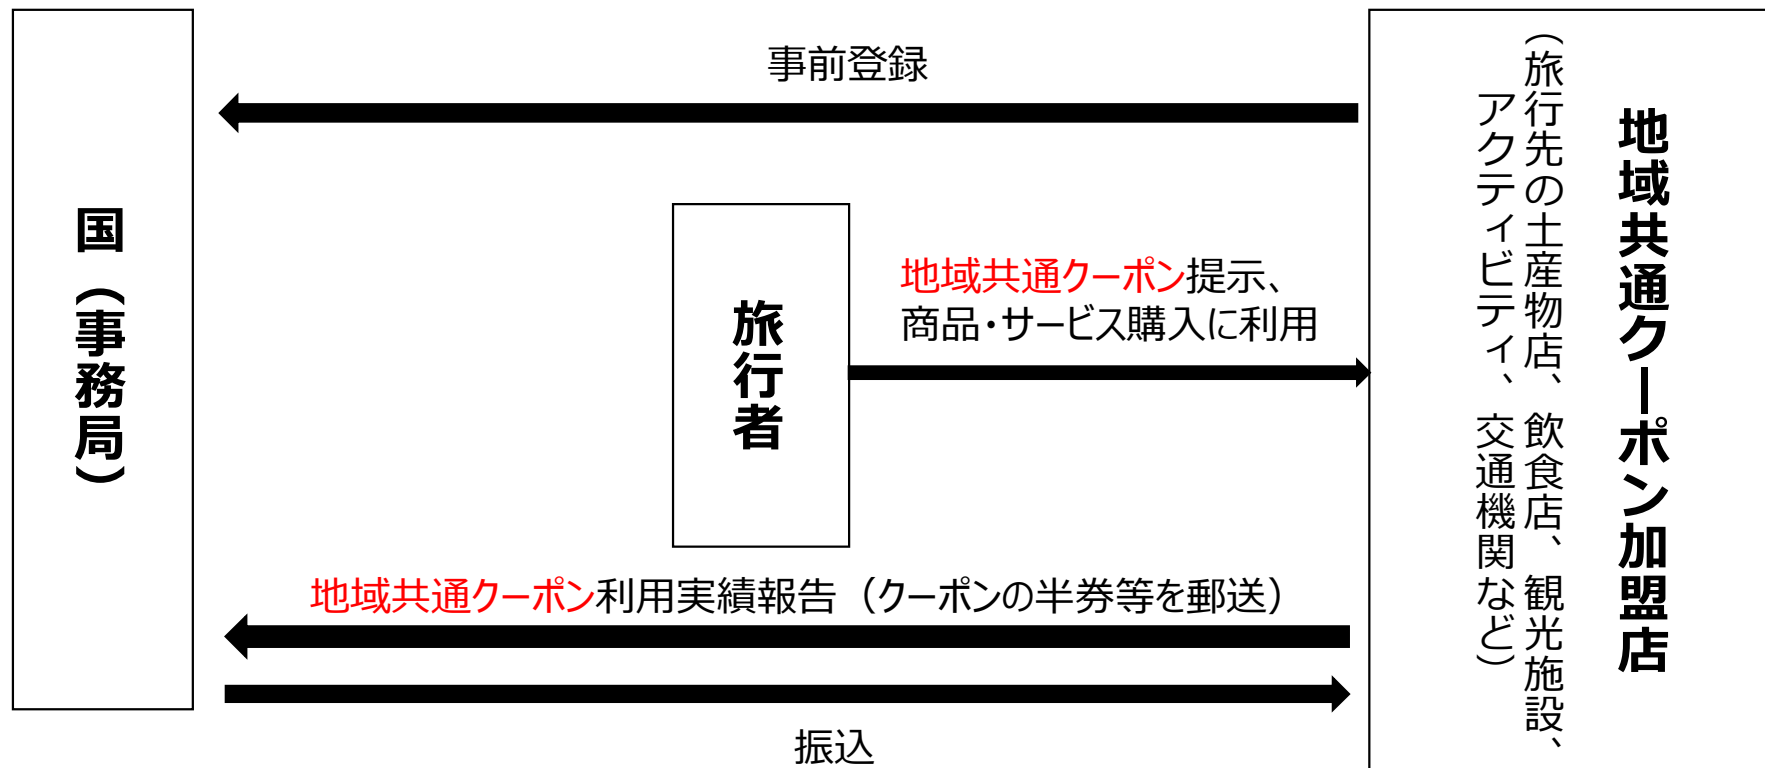 事前登録
国（事務局）
旅行者
地域共通クーポン提示、
商品・サービス購入に利用
地域共通クーポン加盟店
（旅行先の土産物店、飲食店、観光施設、
アクティビティ、交通機関など）
地域共通クーポン利用実績報告（クーポンの半券等を郵送）
振込